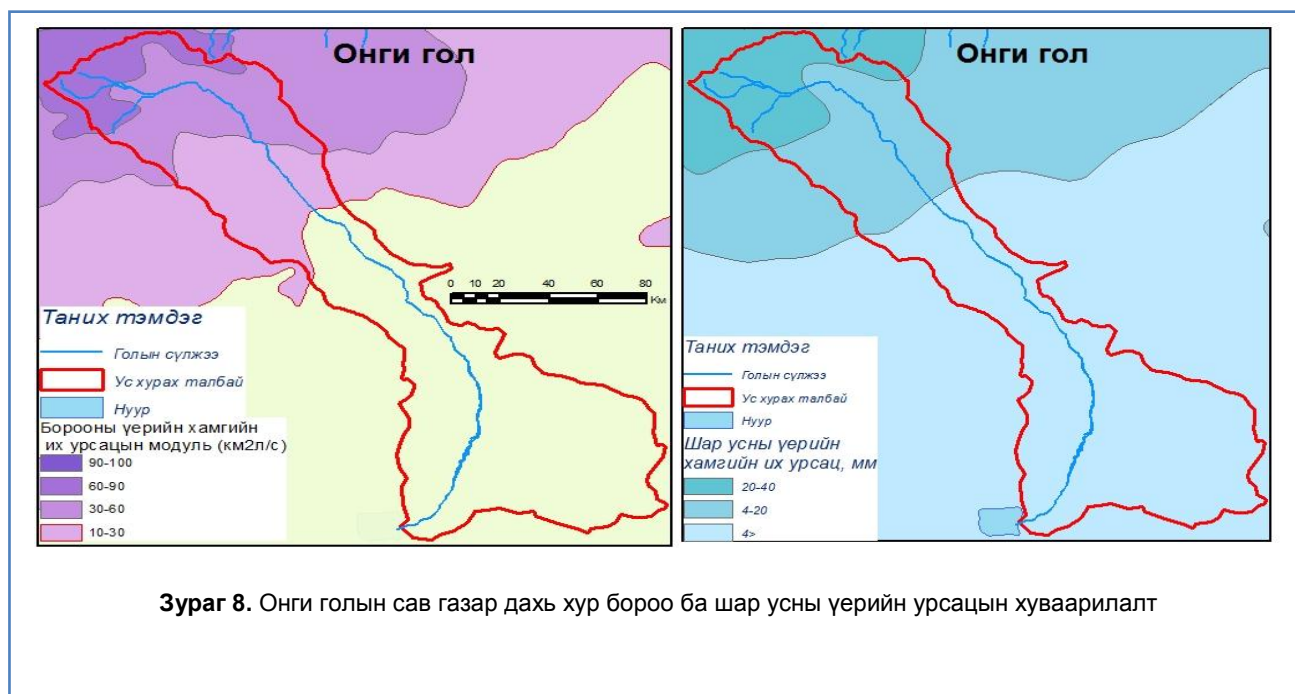 Онги гол
0 10 20 40 60 80
Км
Таних тэмдэг
Голын сүлжээ
Ус хурах талбай
Нуур
Борооны үерийн хамгийн
их урсацын модуль (км2л/с)
90-100
60-90
30-60
10-30
Онги гол
Таних тэмдэг
Голын сүлжээ
Ус хурах талбай
Нуур
Шар усны үерийн
хамгийн их урсац, мм
20-40
4-20
4>
Зураг 8. Онги голын сав газар дахь хур бороо ба шар усны үерийн урсацын хуваарилалт